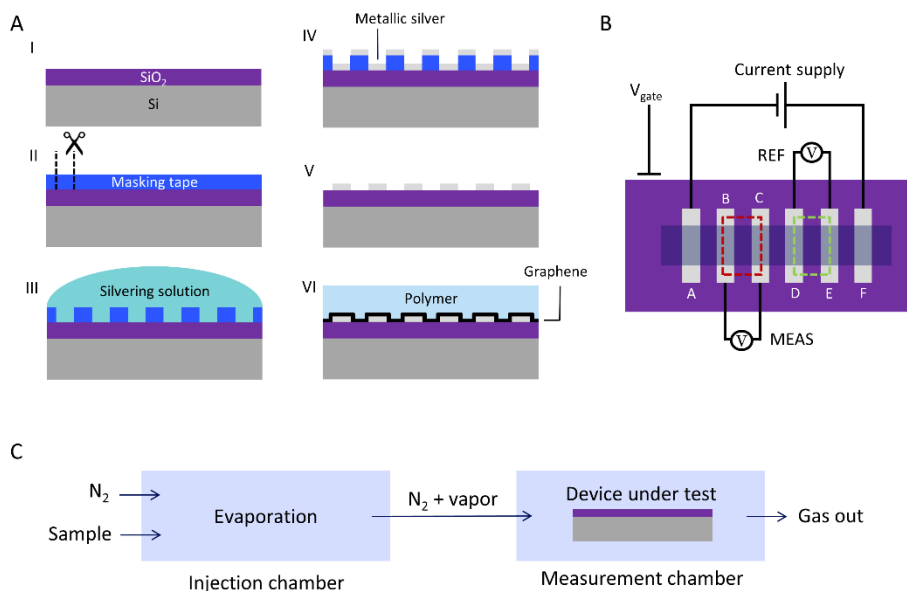 A
I
SiO2
Si
II
Masking tape
III
Silvering solution
Metallic silver
IV
V
VI
Polymer
Graphene
B
Current supply
Vgate
REF
V
B
C
A
D
E
F
V
MEAS
C
N2
Sample
Evaporation
Injection chamber
N2 + vapor
Device under test
Measurement chamber
Gas out